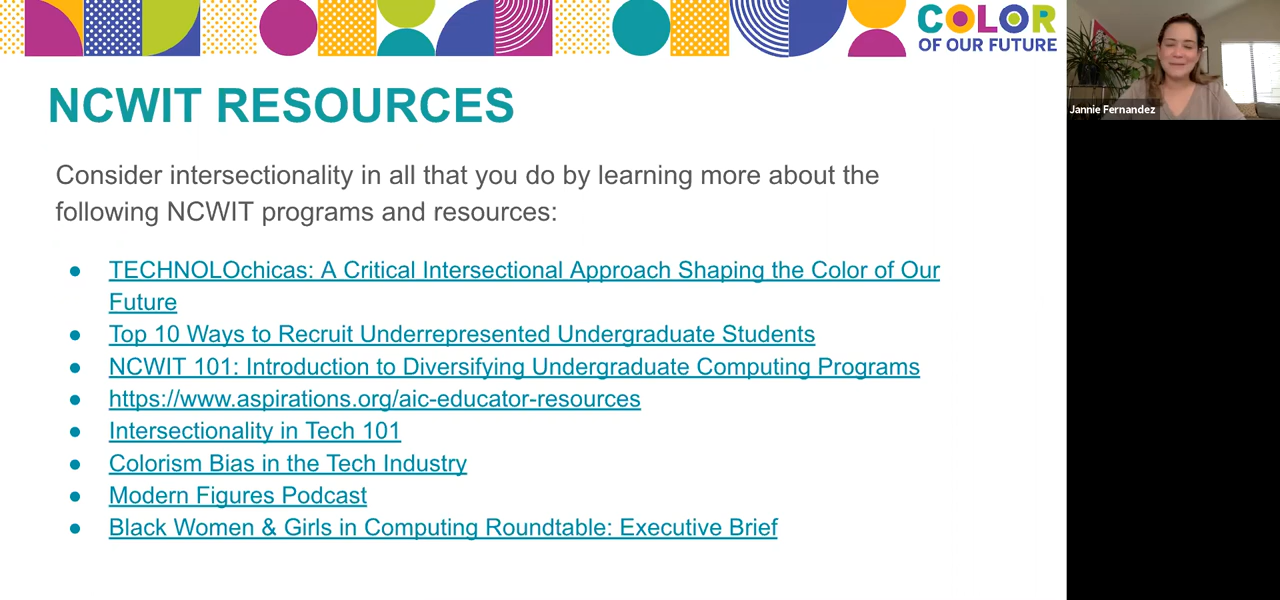 COLOR
OF OUR FUTURE
Jannie Fernandez
NCWIT RESOURCES
Consider intersectionality in all that you do by learning more about the
following NCWIT programs and resources:
● TECHNOLOchicas: A Critical Intersectional Approach Shaping the Color of Our
Future
● Top 10 Ways to Recruit Underrepresented Undergraduate Students
● NCWIT 101: Introduction to Diversifying Undergraduate Computing Programs
● https://www.aspirations.org/aic-educator-resources
● Intersectionality in Tech 101
● Colorism Bias in the Tech Industry
● Modern Figures Podcast
● Black Women & Girls in Computing Roundtable: Executive Brief